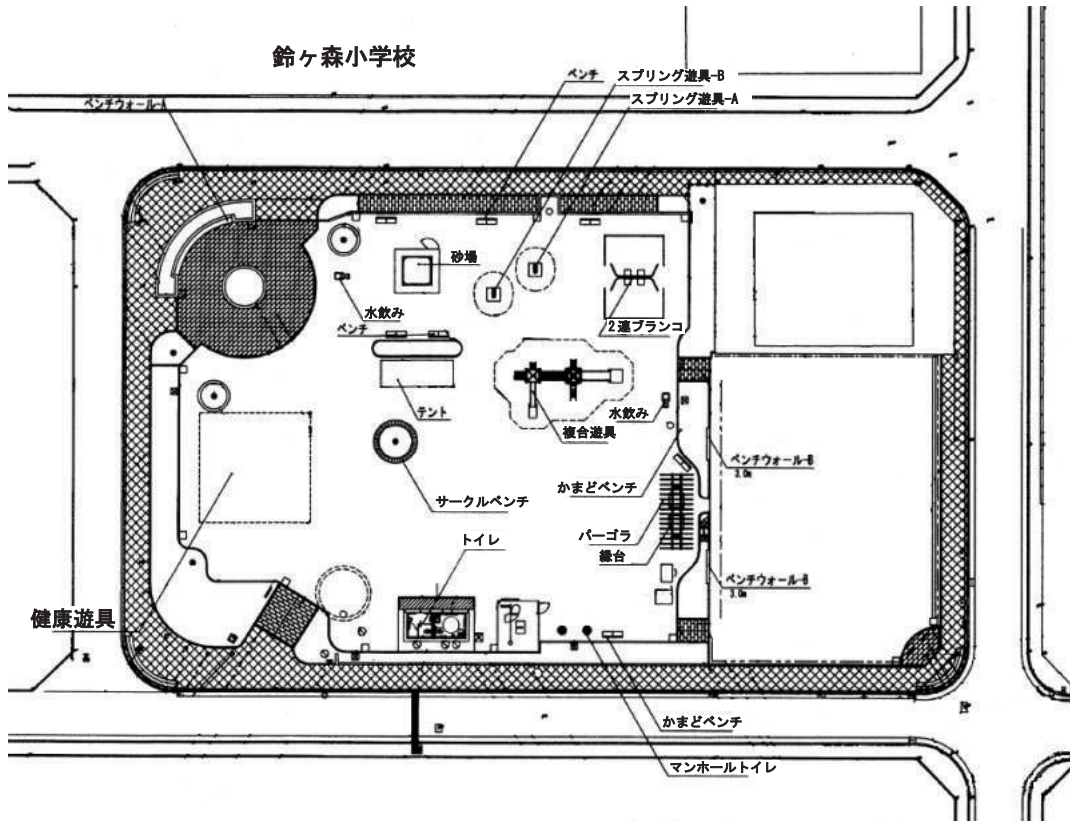 鈴ヶ森小学校
ベンチ
スプリング遊具-B
スプリング遊具-A
ベンチウォール-A
砂場
水飲み
2連ブランコ
ベンチ
テント
水飲み
複合遊具
ベンチウォール-B
3.0m
かまどベンチ
サークルベンチ
パーゴラ
トイレ
縁台
ベンチウォール-B
3.0m
健康遊具
かまどベンチ
マンホールトイレ